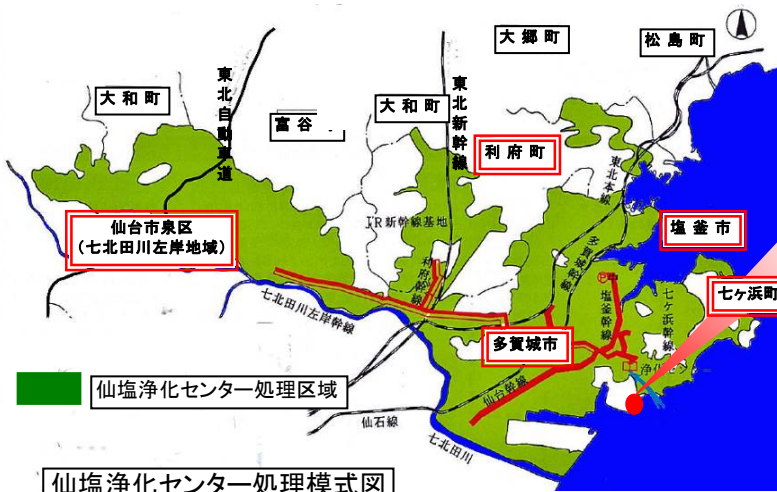 大郷町
松島町
東北自動車道
大和町
富谷
大和町
東北新幹線
利府町
東北本線
仙台市泉区
(七北田川左岸地域)
JR新幹線基地
利府幹線
多賀城幹線
塩釜市
七北田川左岸幹線
P
塩釜幹線
七ヶ浜幹線
七ヶ浜町
多賀城市
仙塩浄化センター処理区域
仙台幹線
仙石線
七北田川
仙塩浄化センター処理模式図